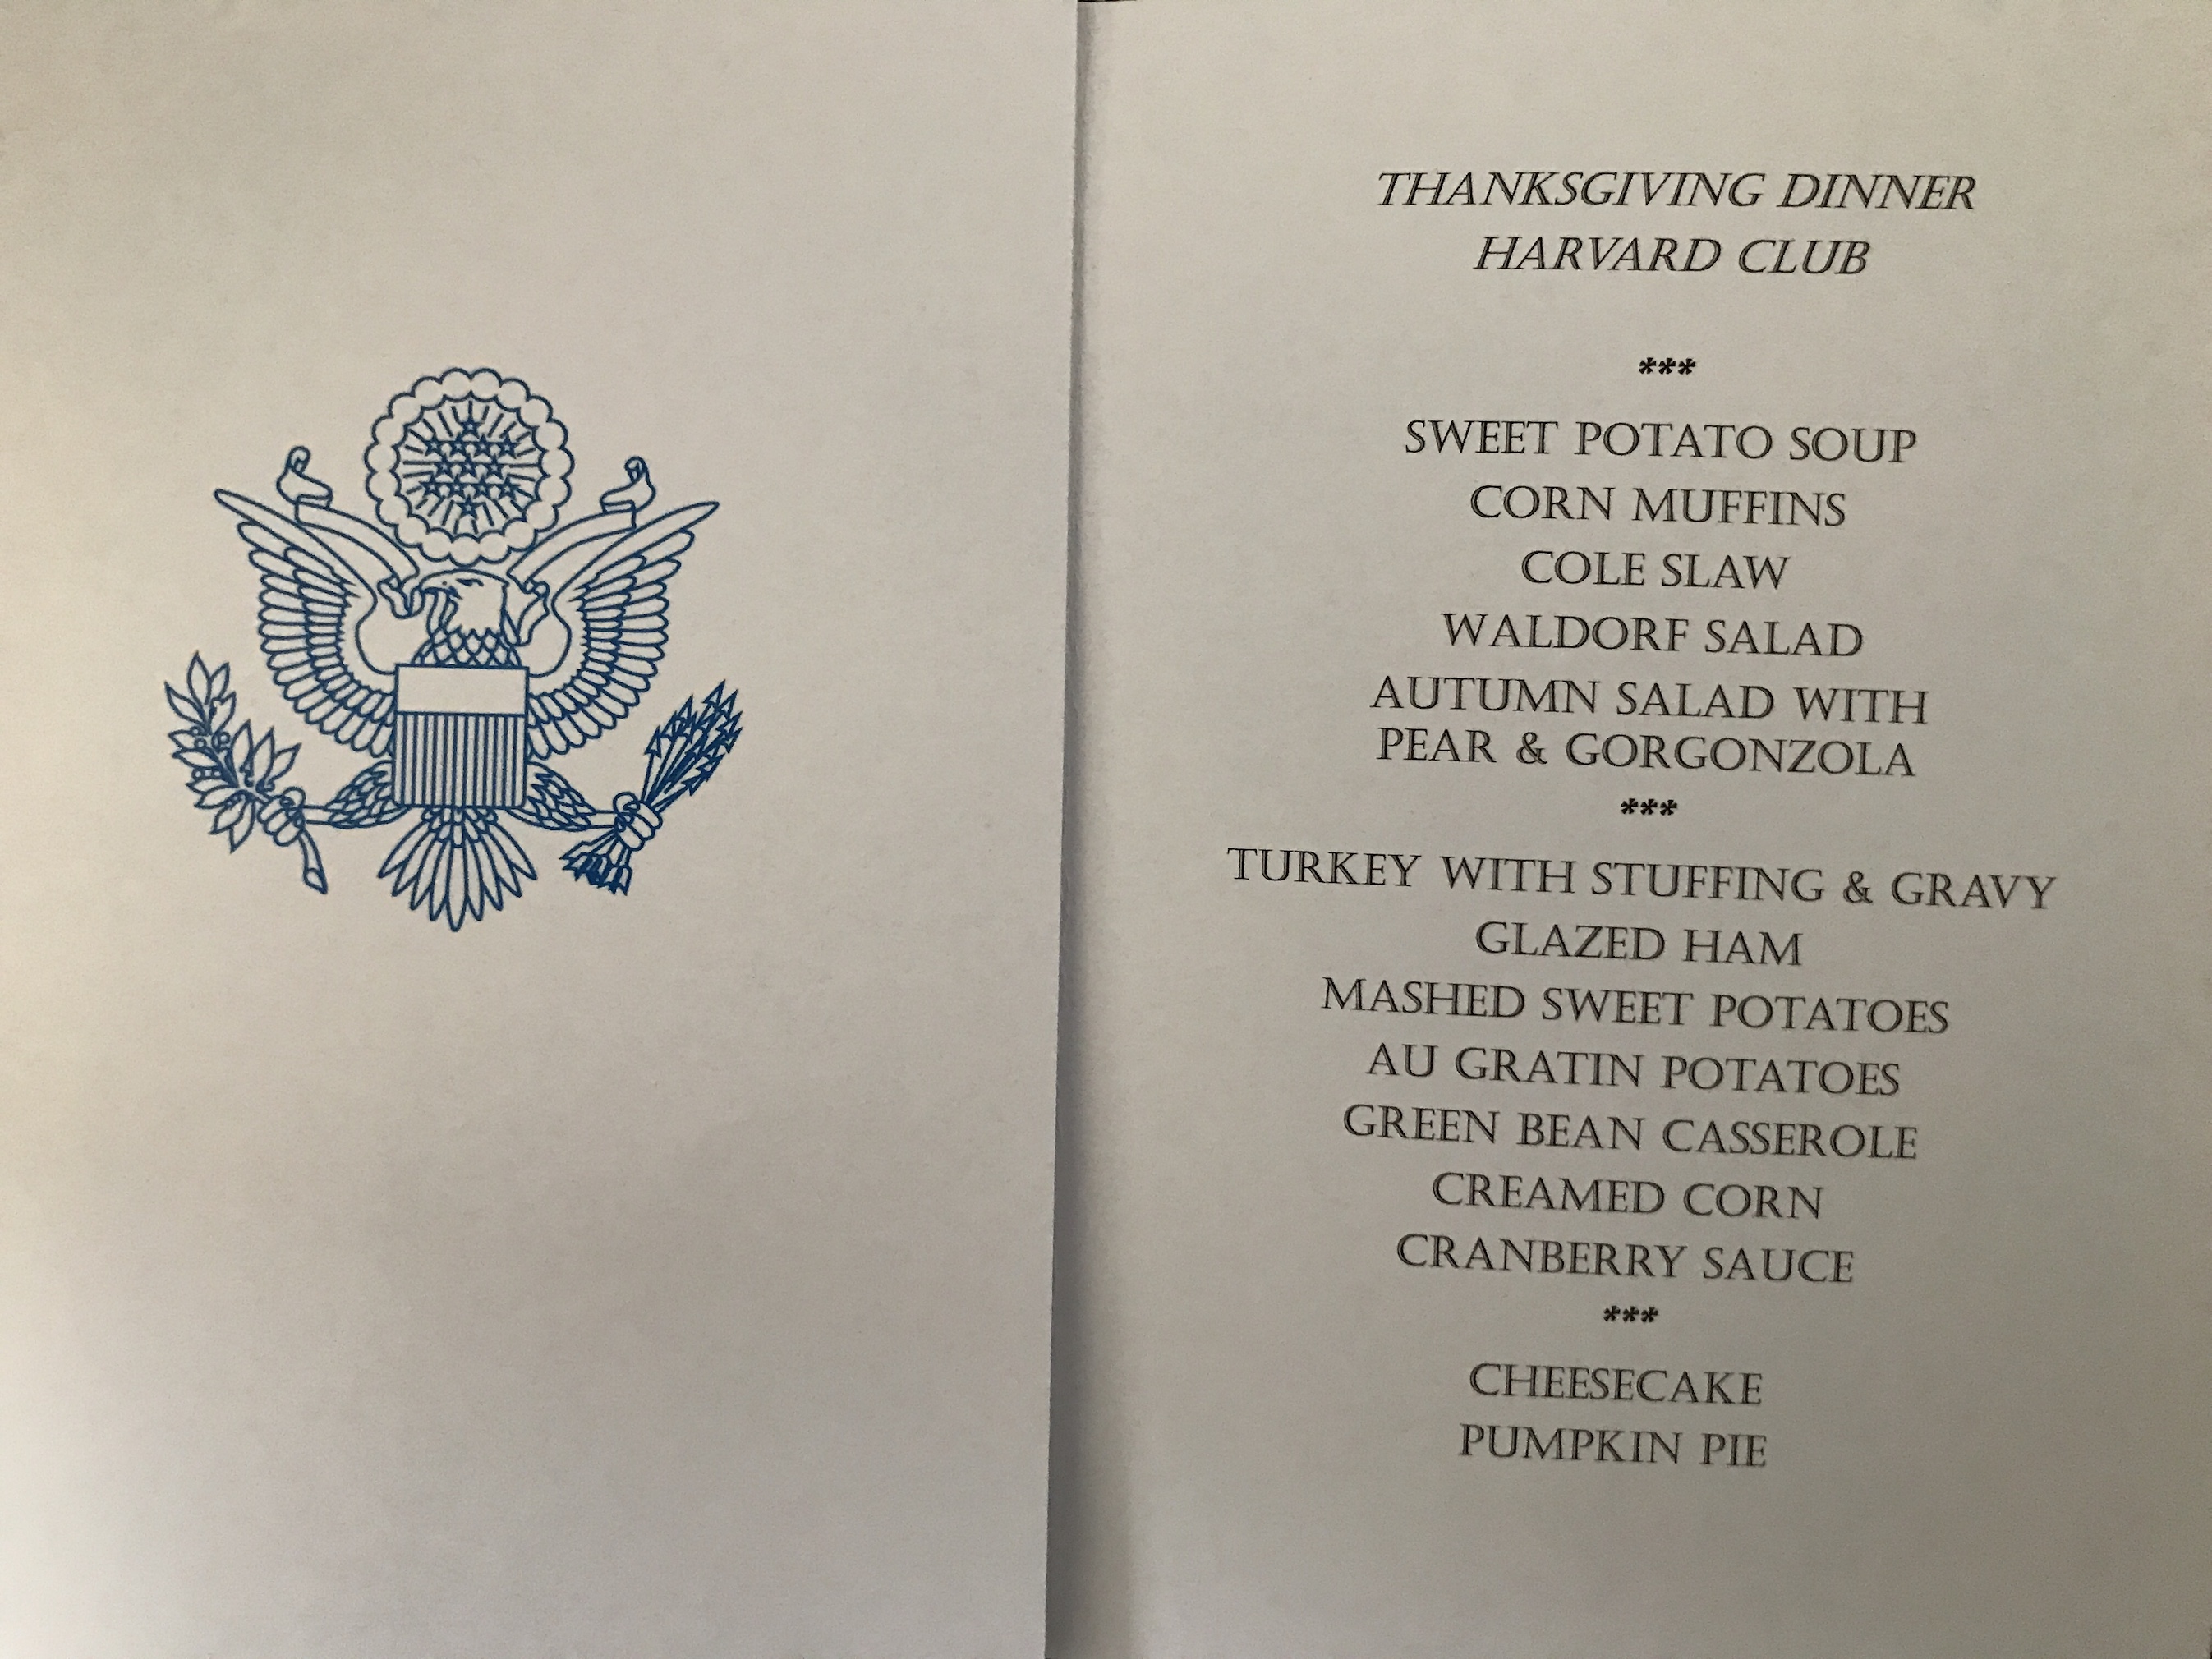 THANKSGIVING DINNER
HARVARD CLUB
***
SWEET POTATO SOUP
CORN MUFFINS
COLE SLAW
WALDORF SALAD
AUTUMN SALAD WITH
PEAR & GORGONZOLA
***
TURKEY WITH STUFFING & GRAVY
GLAZED HAM
MASHED SWEET POTATOES
AU GRATIN POTATOES
GREEN BEAN CASSEROLE
CREAMED CORN
CRANBERRY SAUCE
***
CHEESECAKE
PUMPKIN PIE